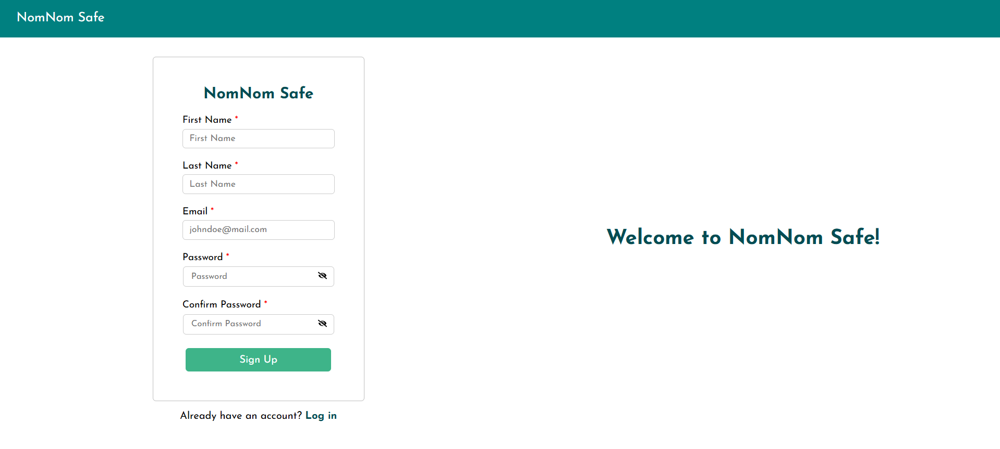 NomNom Safe
NomNom Safe
First Name *
First Name
Last Name *
Last Name
Email *
johndoe@mail.com
Password *
Password
Confirm Password *
Confirm Password
Sign Up
Already have an account? Log in
Welcome to NomNom Safe!